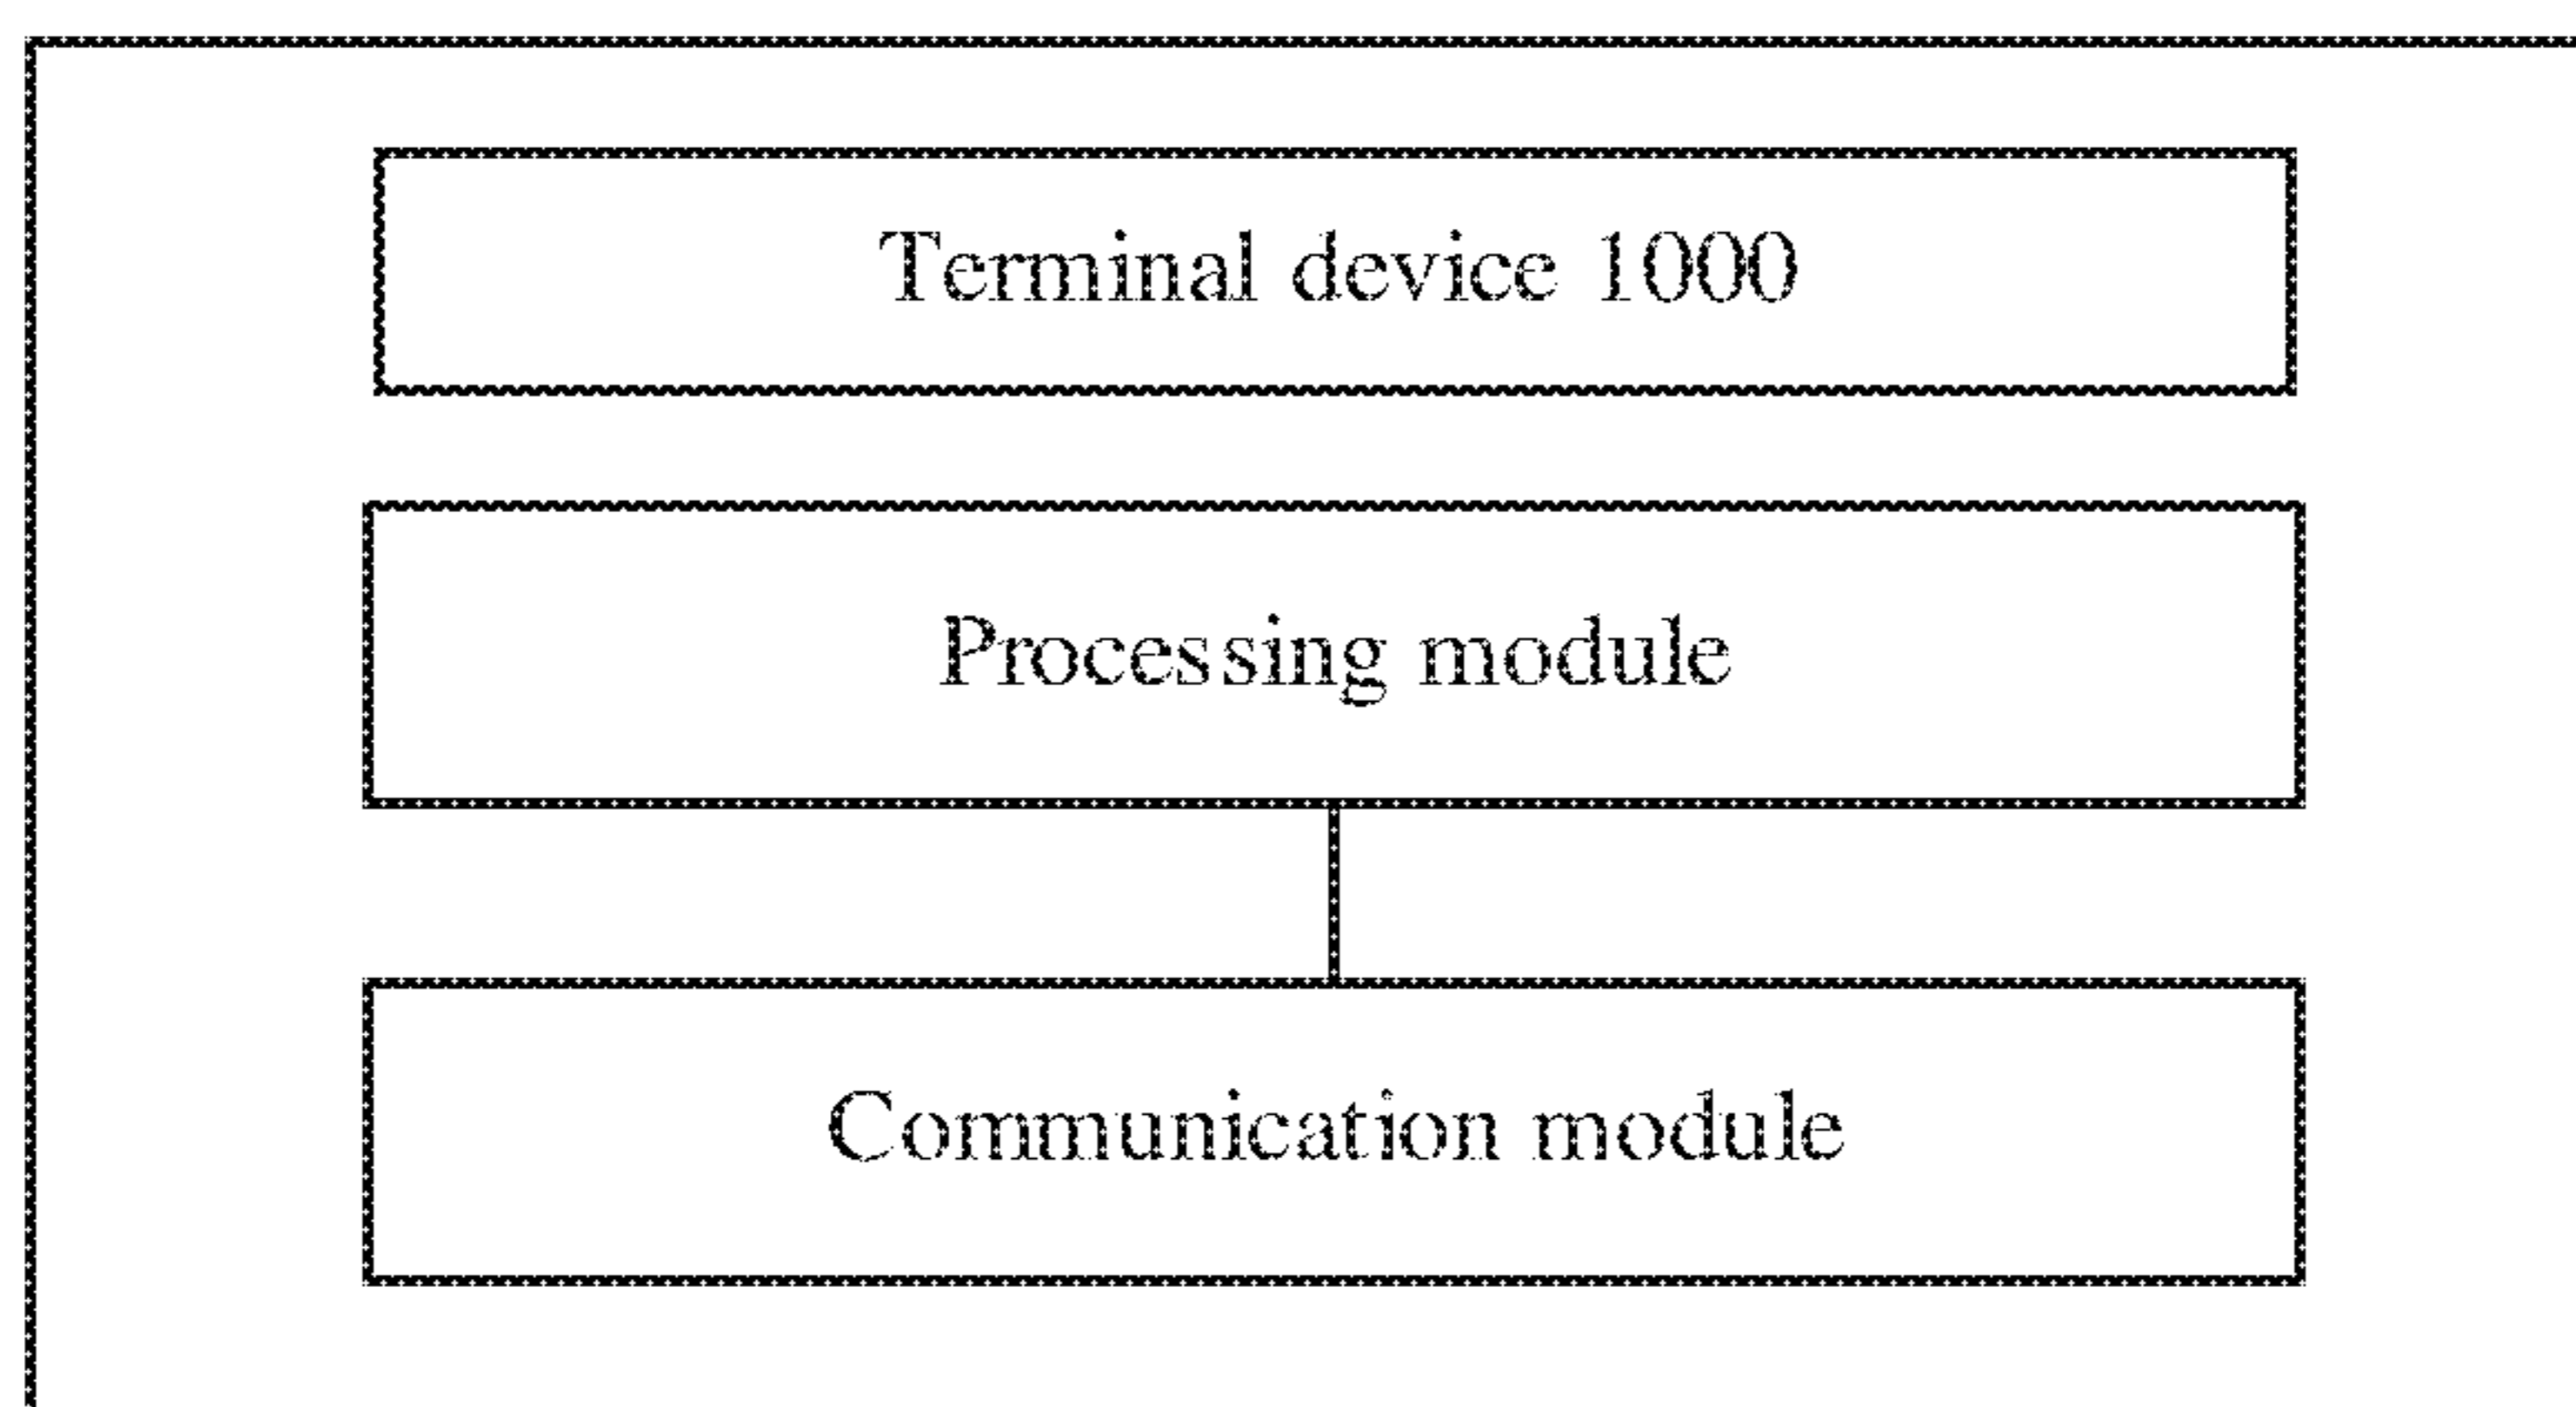 Terminal device 1000
Processing module
Communication module